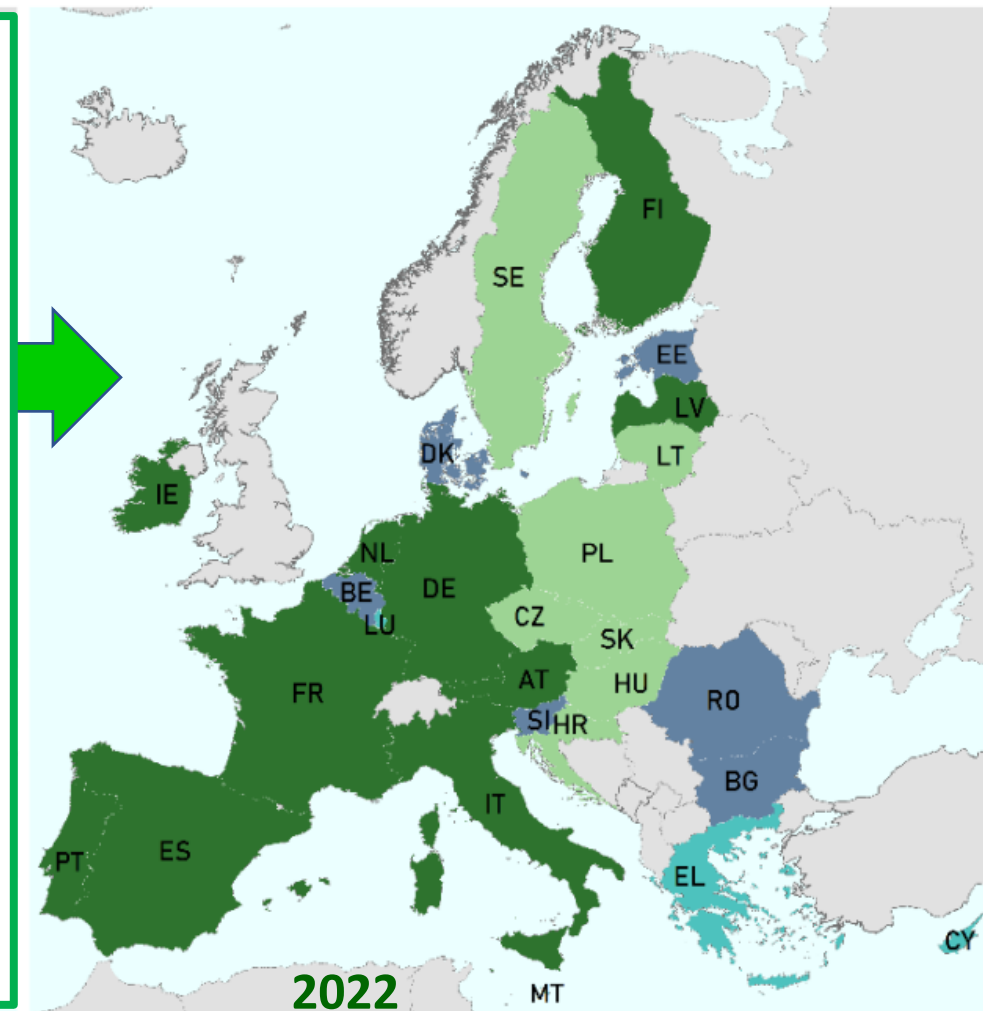 FI
SE
EE
LV
DK
LT
IE
NL
PL
BE
DE
CZ
LU
SK
AT
HU
FR
RO
SI
HR
BG
IT
PT
ES
EL
CY
2022
MT